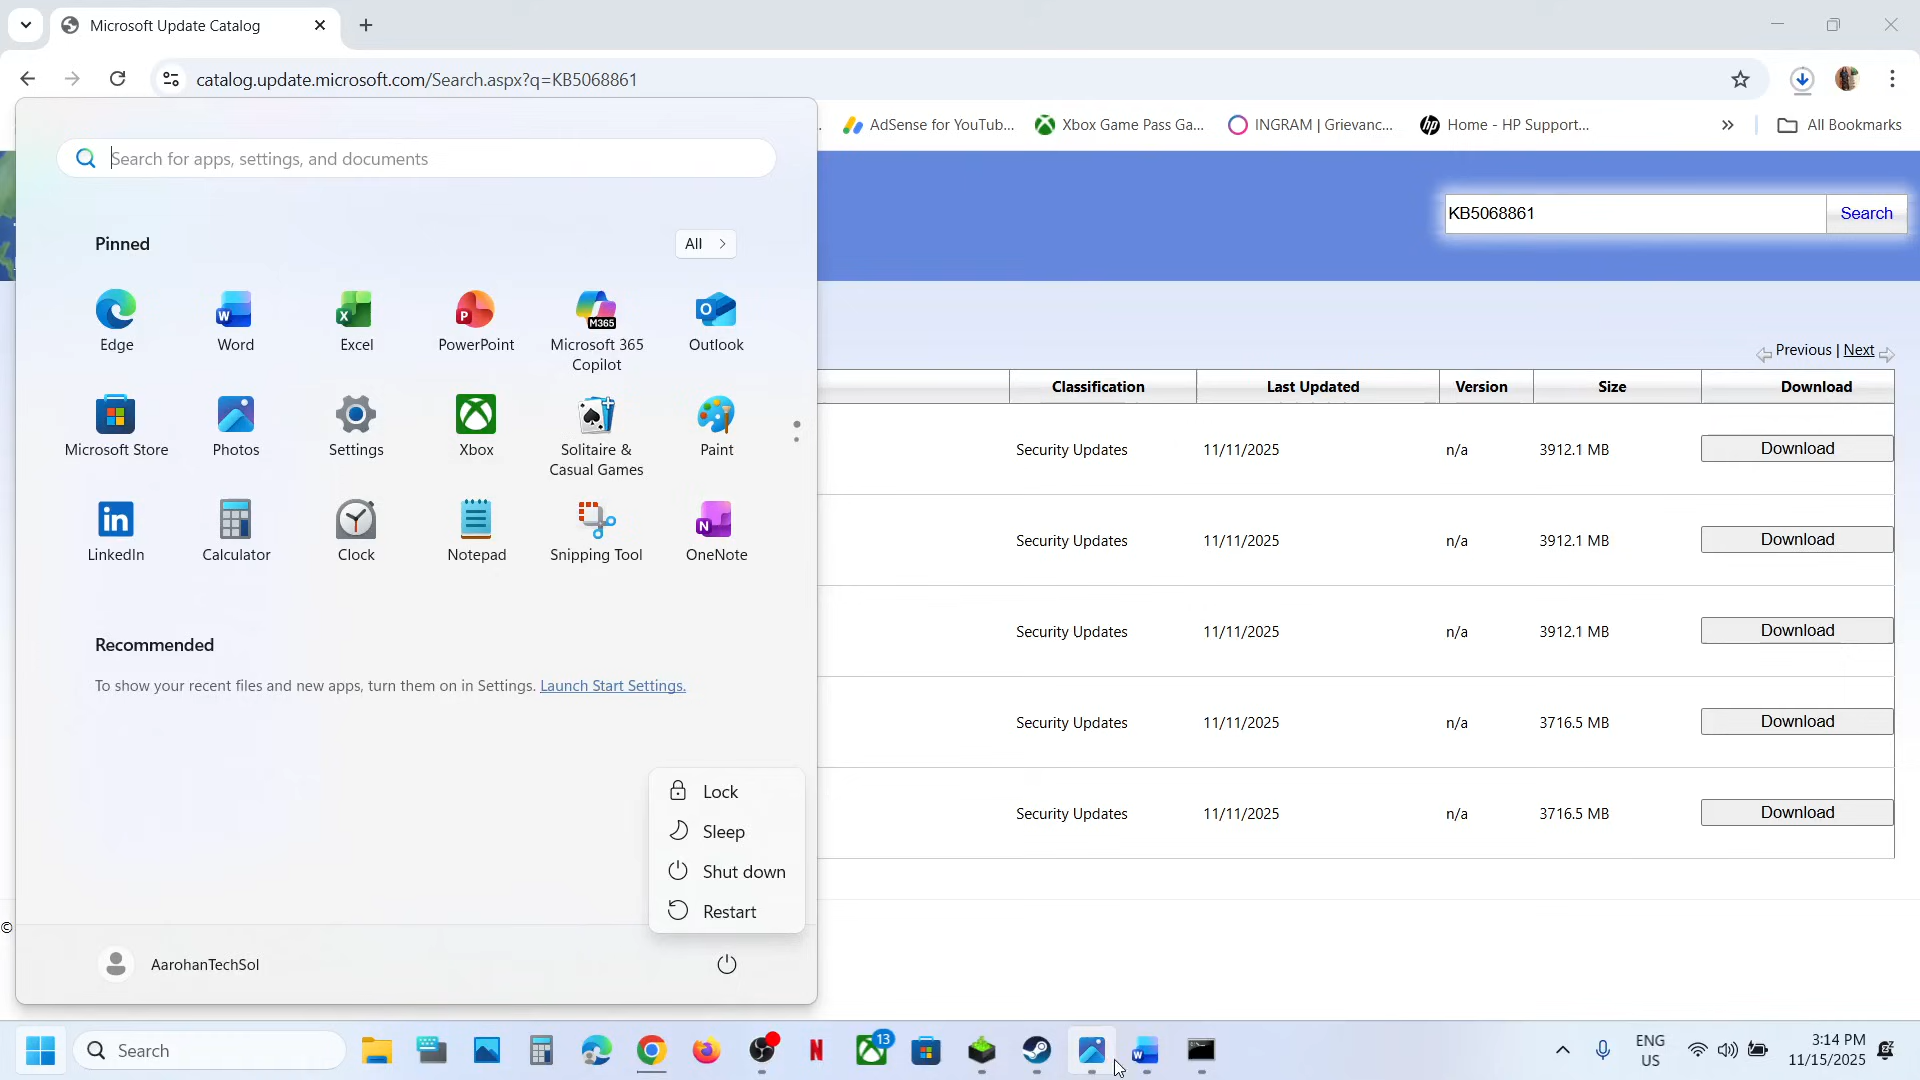 Microsoft Update Catalog
catalog.update.microsoft.com/Search.aspx?q=KB5068861
... AdSense for YouTub... Xbox Game Pass Ga... INGRAM | Grievanc... Home - HP Support... » All Bookmarks
Search for apps, settings, and documents
KB5068861 Search
Pinned All >
Edge Word Excel PowerPoint Microsoft 365 Copilot Outlook
Previous | Next
Classification Last Updated Version Size Download
Microsoft Store Photos Settings Xbox Solitaire & Casual Games Paint
Security Updates 11/11/2025 n/a 3912.1 MB Download
LinkedIn Calculator Clock Notepad Snipping Tool OneNote
Security Updates 11/11/2025 n/a 3912.1 MB Download
Security Updates 11/11/2025 n/a 3912.1 MB Download
Recommended
To show your recent files and new apps, turn them on in Settings. Launch Start Settings.
Security Updates 11/11/2025 n/a 3716.5 MB Download
Security Updates 11/11/2025 n/a 3716.5 MB Download
Lock
Sleep
Shut down
Restart
©
AarohanTechSol
Search
13
ENG
US
3:14 PM
11/15/2025